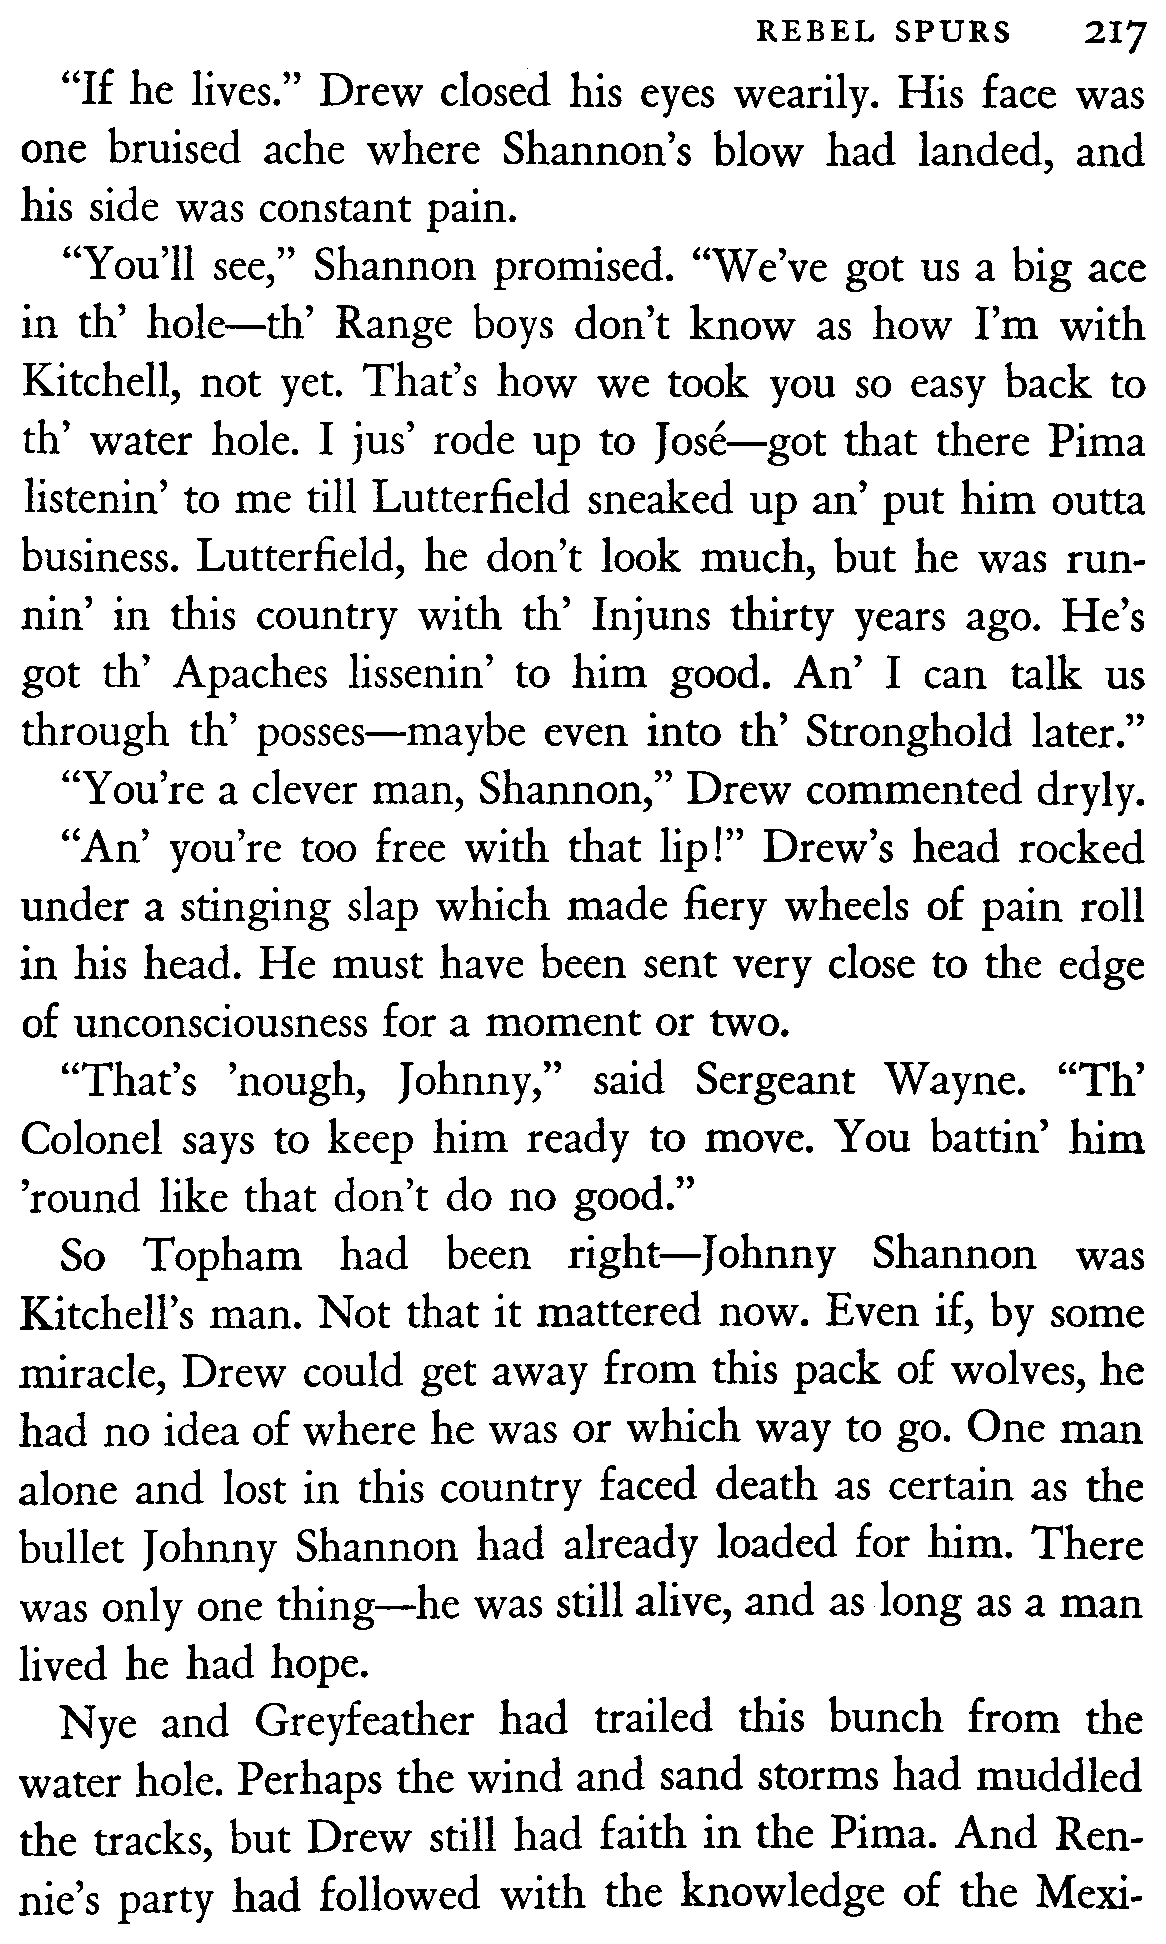 REBEL SPURS 217
“If he lives.” Drew closed his eyes wearily. His face was
one bruised ache where Shannon’s blow had landed, and
his side was constant pain.
“You’ll see,” Shannon promised. “We’ve got us a big ace
in th’ hole—th’ Range boys don’t know as how I’m with
Kitchell, not yet. That’s how we took you so easy back to
th’ water hole. I jus’ rode up to José—got that there Pima
listenin’ to me till Lutterfield sneaked up an’ put him outta
business. Lutterfield, he don’t look much, but he was run-
nin’ in this country with th’ Injuns thirty years ago. He’s
got th’ Apaches lissenin’ to him good. An’ I can talk us
through th’ posses—maybe even into th’ Stronghold later.”
“You’re a clever man, Shannon,” Drew commented dryly.
“An’ you’re too free with that lip!” Drew’s head rocked
under a stinging slap which made fiery wheels of pain roll
in his head. He must have been sent very close to the edge
of unconsciousness for a moment or two.
“That’s ’nough, Johnny,” said Sergeant Wayne. “Th’
Colonel says to keep him ready to move. You battin’ him
’round like that don’t do no good.”
So Topham had been right—Johnny Shannon was
Kitchell’s man. Not that it mattered now. Even if, by some
miracle, Drew could get away from this pack of wolves, he
had no idea of where he was or which way to go. One man
alone and lost in this country faced death as certain as the
bullet Johnny Shannon had already loaded for him. There
was only one thing—he was still alive, and as long as a man
lived he had hope.
Nye and Greyfeather had trailed this bunch from the
water hole. Perhaps the wind and sand storms had muddled
the tracks, but Drew still had faith in the Pima. And Ren-
nie’s party had followed with the knowledge of the Mexi-